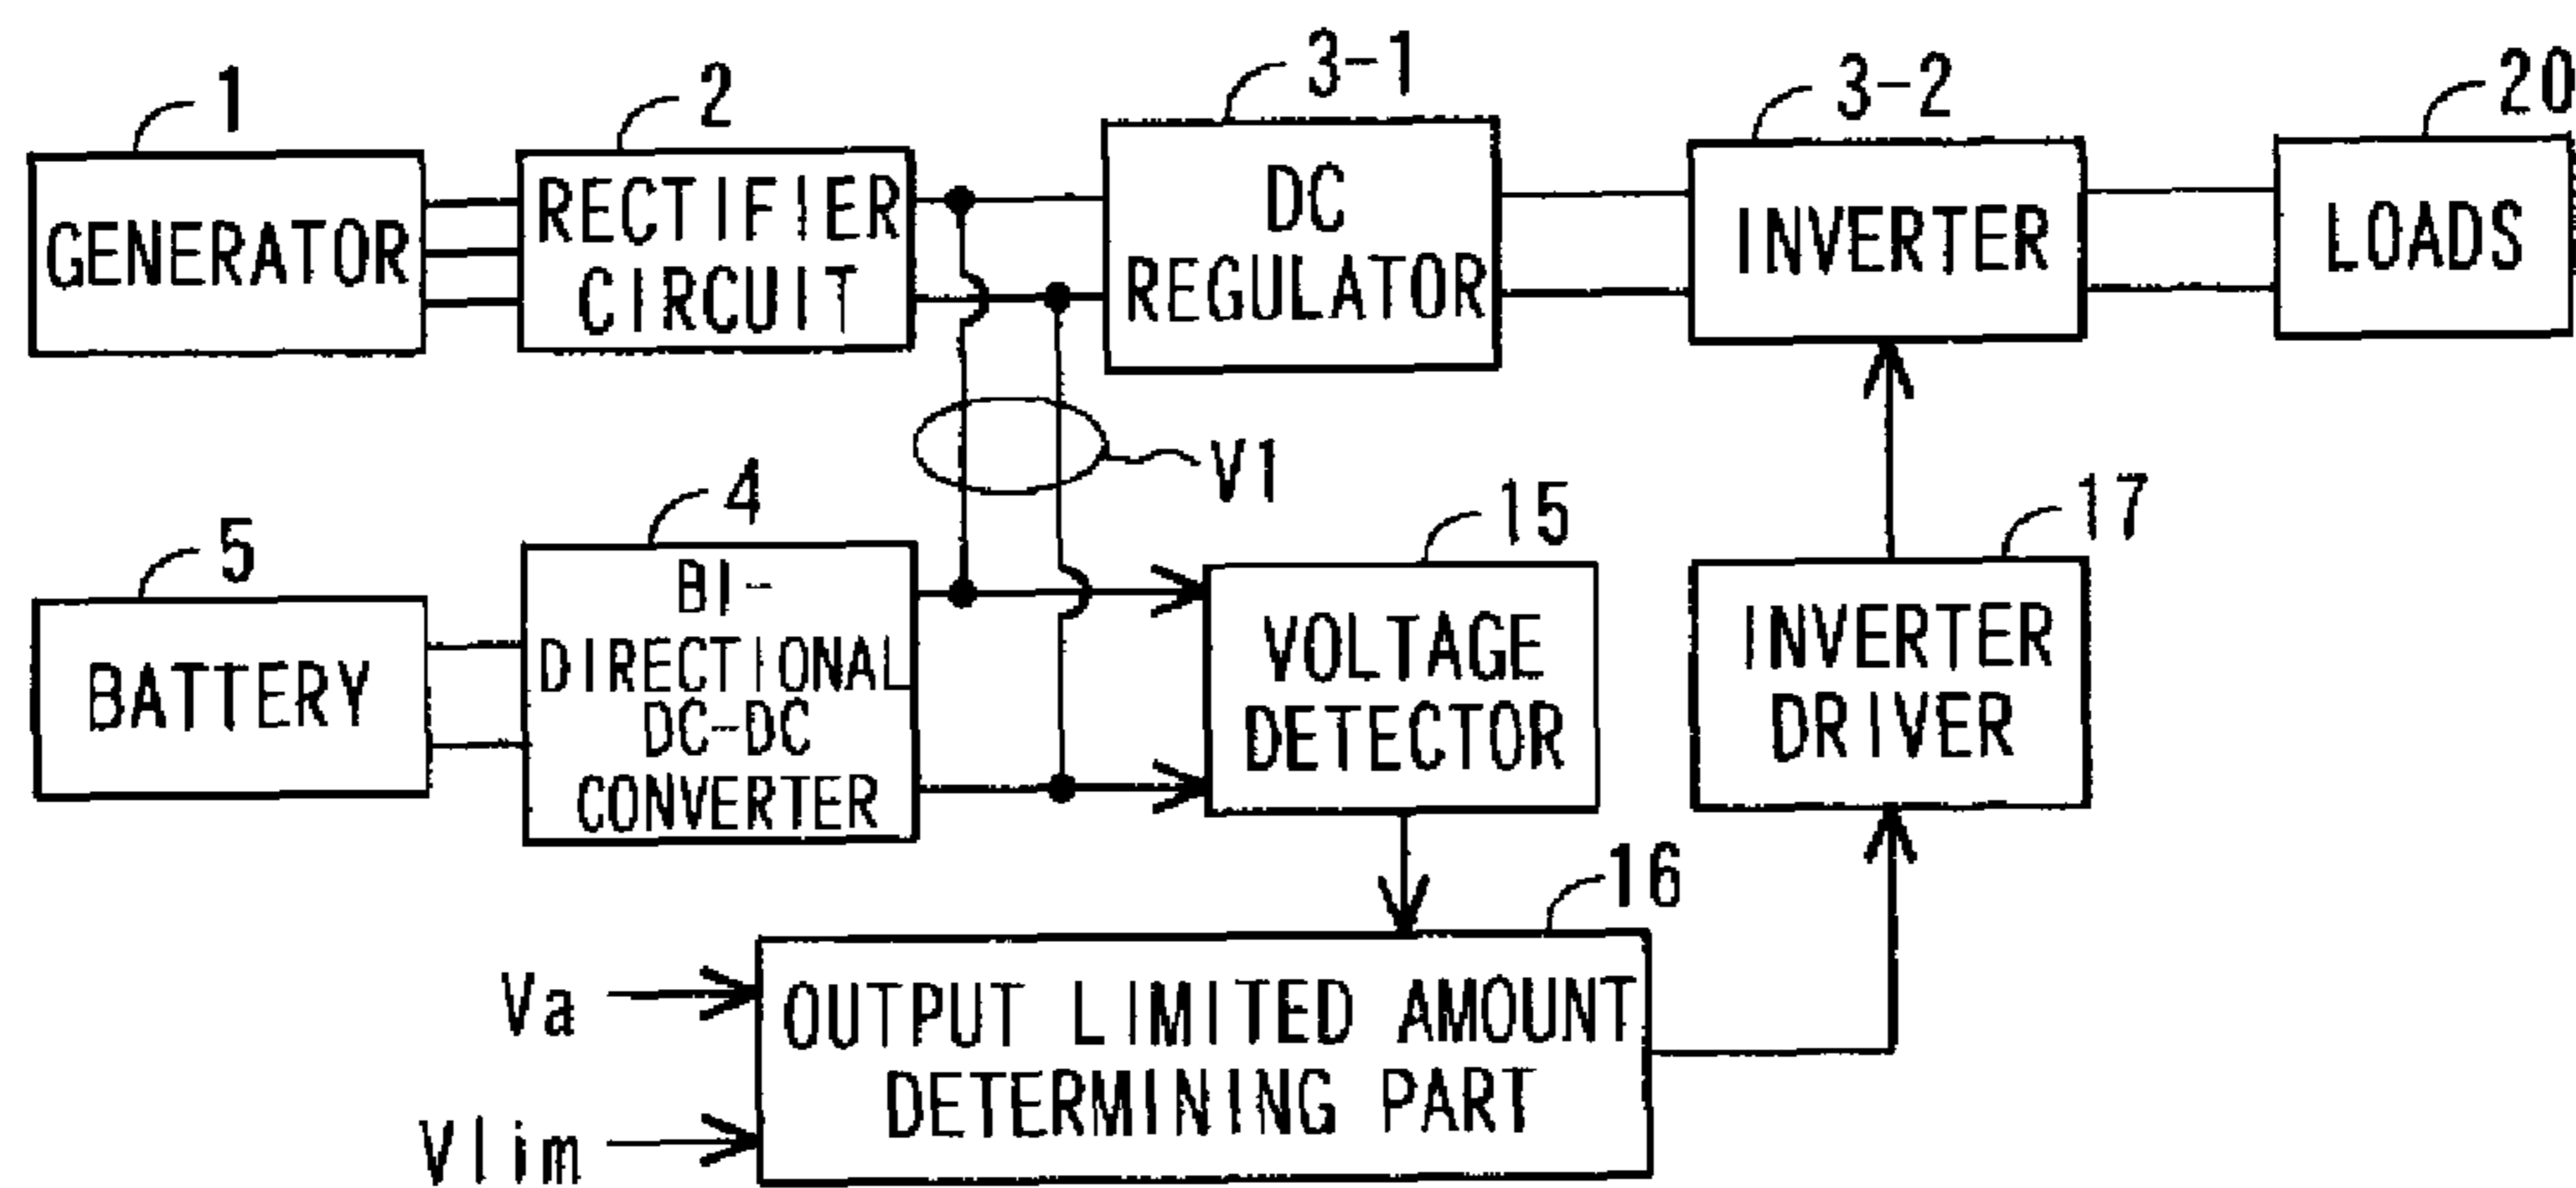 1
2
3-1
3-2
20
GENERATOR
RECTIFIER
CIRCUIT
DC
REGULATOR
INVERTER
LOADS
V1
5
4
15
17
BATTERY
BI-
DIRECTIONAL
DC-DC
CONVERTER
VOLTAGE
DETECTOR
INVERTER
DRIVER
16
Va
Vlim
OUTPUT LIMITED AMOUNT
DETERMINING PART